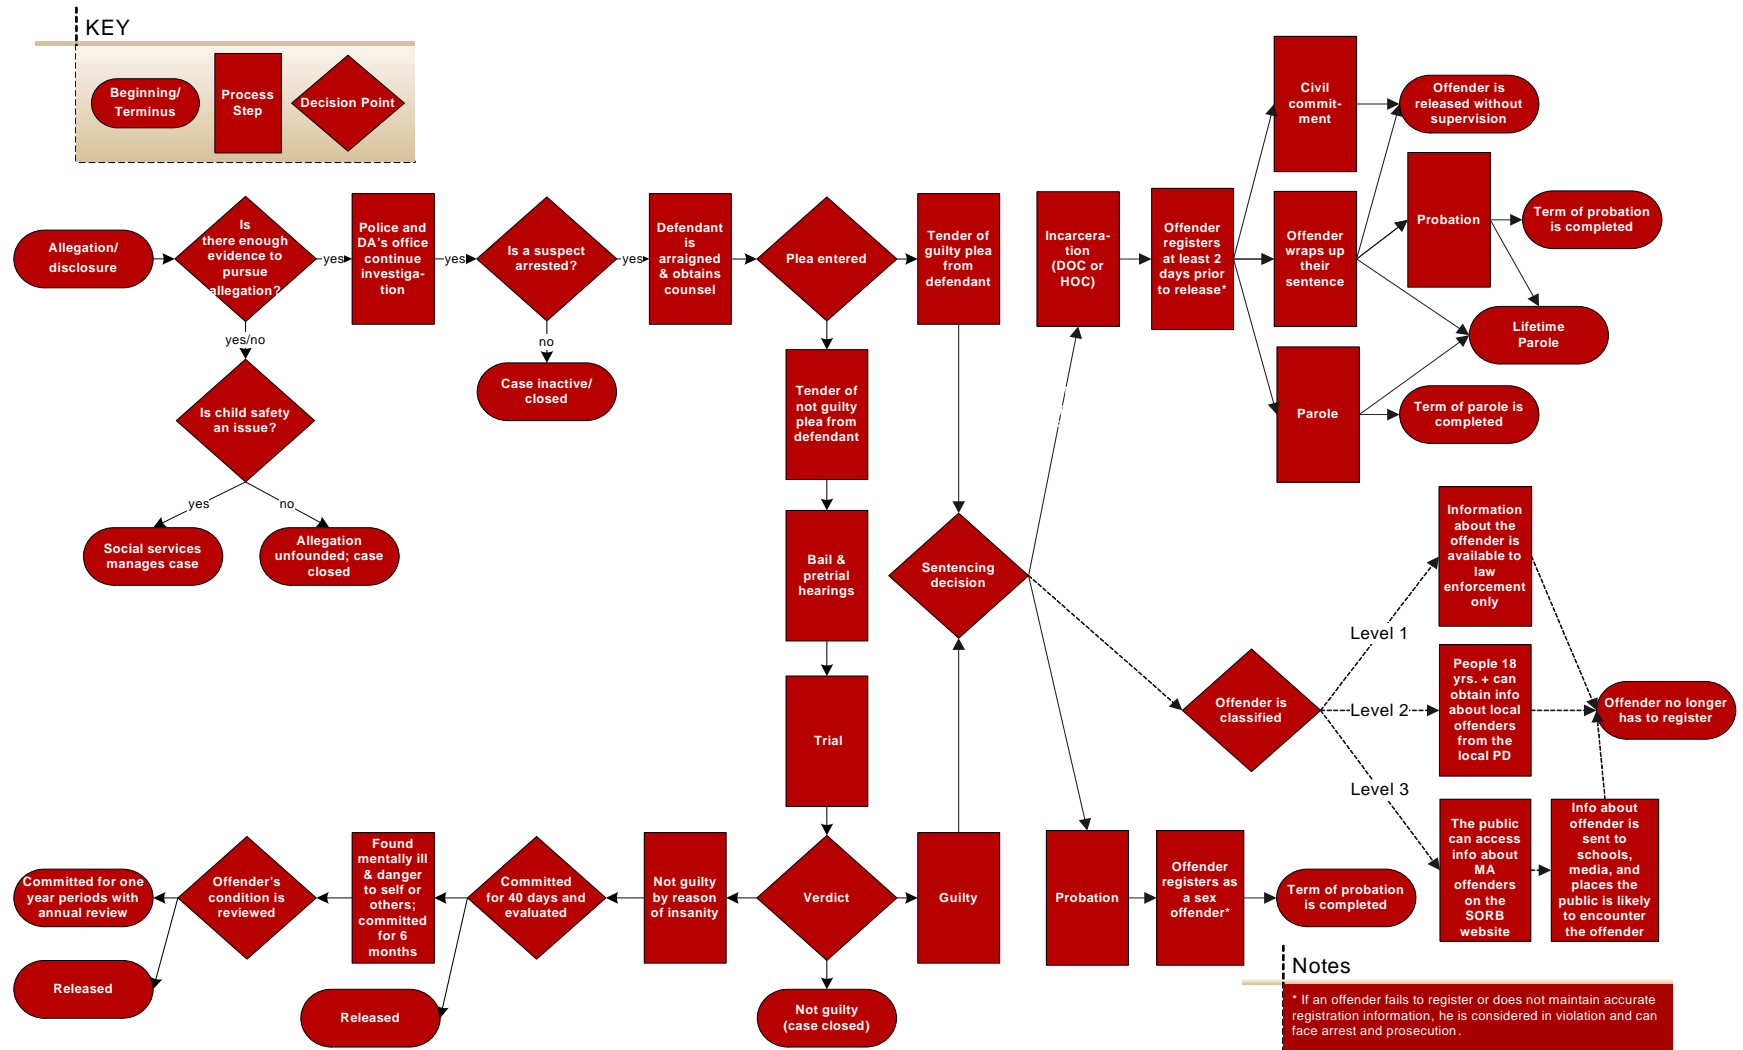 KEY
Beginning/
Terminus
Process
Step
Decision Point
Allegation/
disclosure
Is
there enough
evidence to
pursue
allegation?
yes
yes/no
Is child safety
an issue?
yes
no
Social services
manages case
Allegation
unfounded; case
closed
Police and
DA's office
continue
investiga-
tion
yes
Is a suspect
arrested?
yes
no
Case inactive/
closed
Defendant
is
arraigned
& obtains
counsel
Plea entered
Tender of
guilty plea
from
defendant
Tender of
not guilty
plea from
defendant
Bail &
pretrial
hearings
Trial
Verdict
Guilty
Not guilty
(case closed)
Not guilty
by reason
of insanity
Committed
for 40 days and
evaluated
Released
Found
mentally ill
& danger
to self or
others;
committed
for 6
months
Offender's
condition is
reviewed
Committed for one
year periods with
annual review
Released
Sentencing
decision
Incarcera-
tion
(DOC or
HOC)
Offender
registers
at least 2
days prior
to release*
Civil
commit-
ment
Offender is
released without
supervision
Offender
wraps up
their
sentence
Probation
Term of probation
is completed
Lifetime
Parole
Parole
Term of parole is
completed
Offender is
classified
Level 1
Level 2
Level 3
Information
about the
offender is
available to
law
enforcement
only
People 18
yrs. + can
obtain info
about local
offenders
from the
local PD
The public
can access
info about
MA
offenders
on the
SORB
website
Info about
offender is
sent to
schools,
media, and
places the
public is likely
to encounter
the offender
Offender no longer
has to register
Probation
Offender
registers as
a sex
offender*
Term of probation
is completed
Notes
* If an offender fails to register or does not maintain accurate
registration information, he is considered in violation and can
face arrest and prosecution.